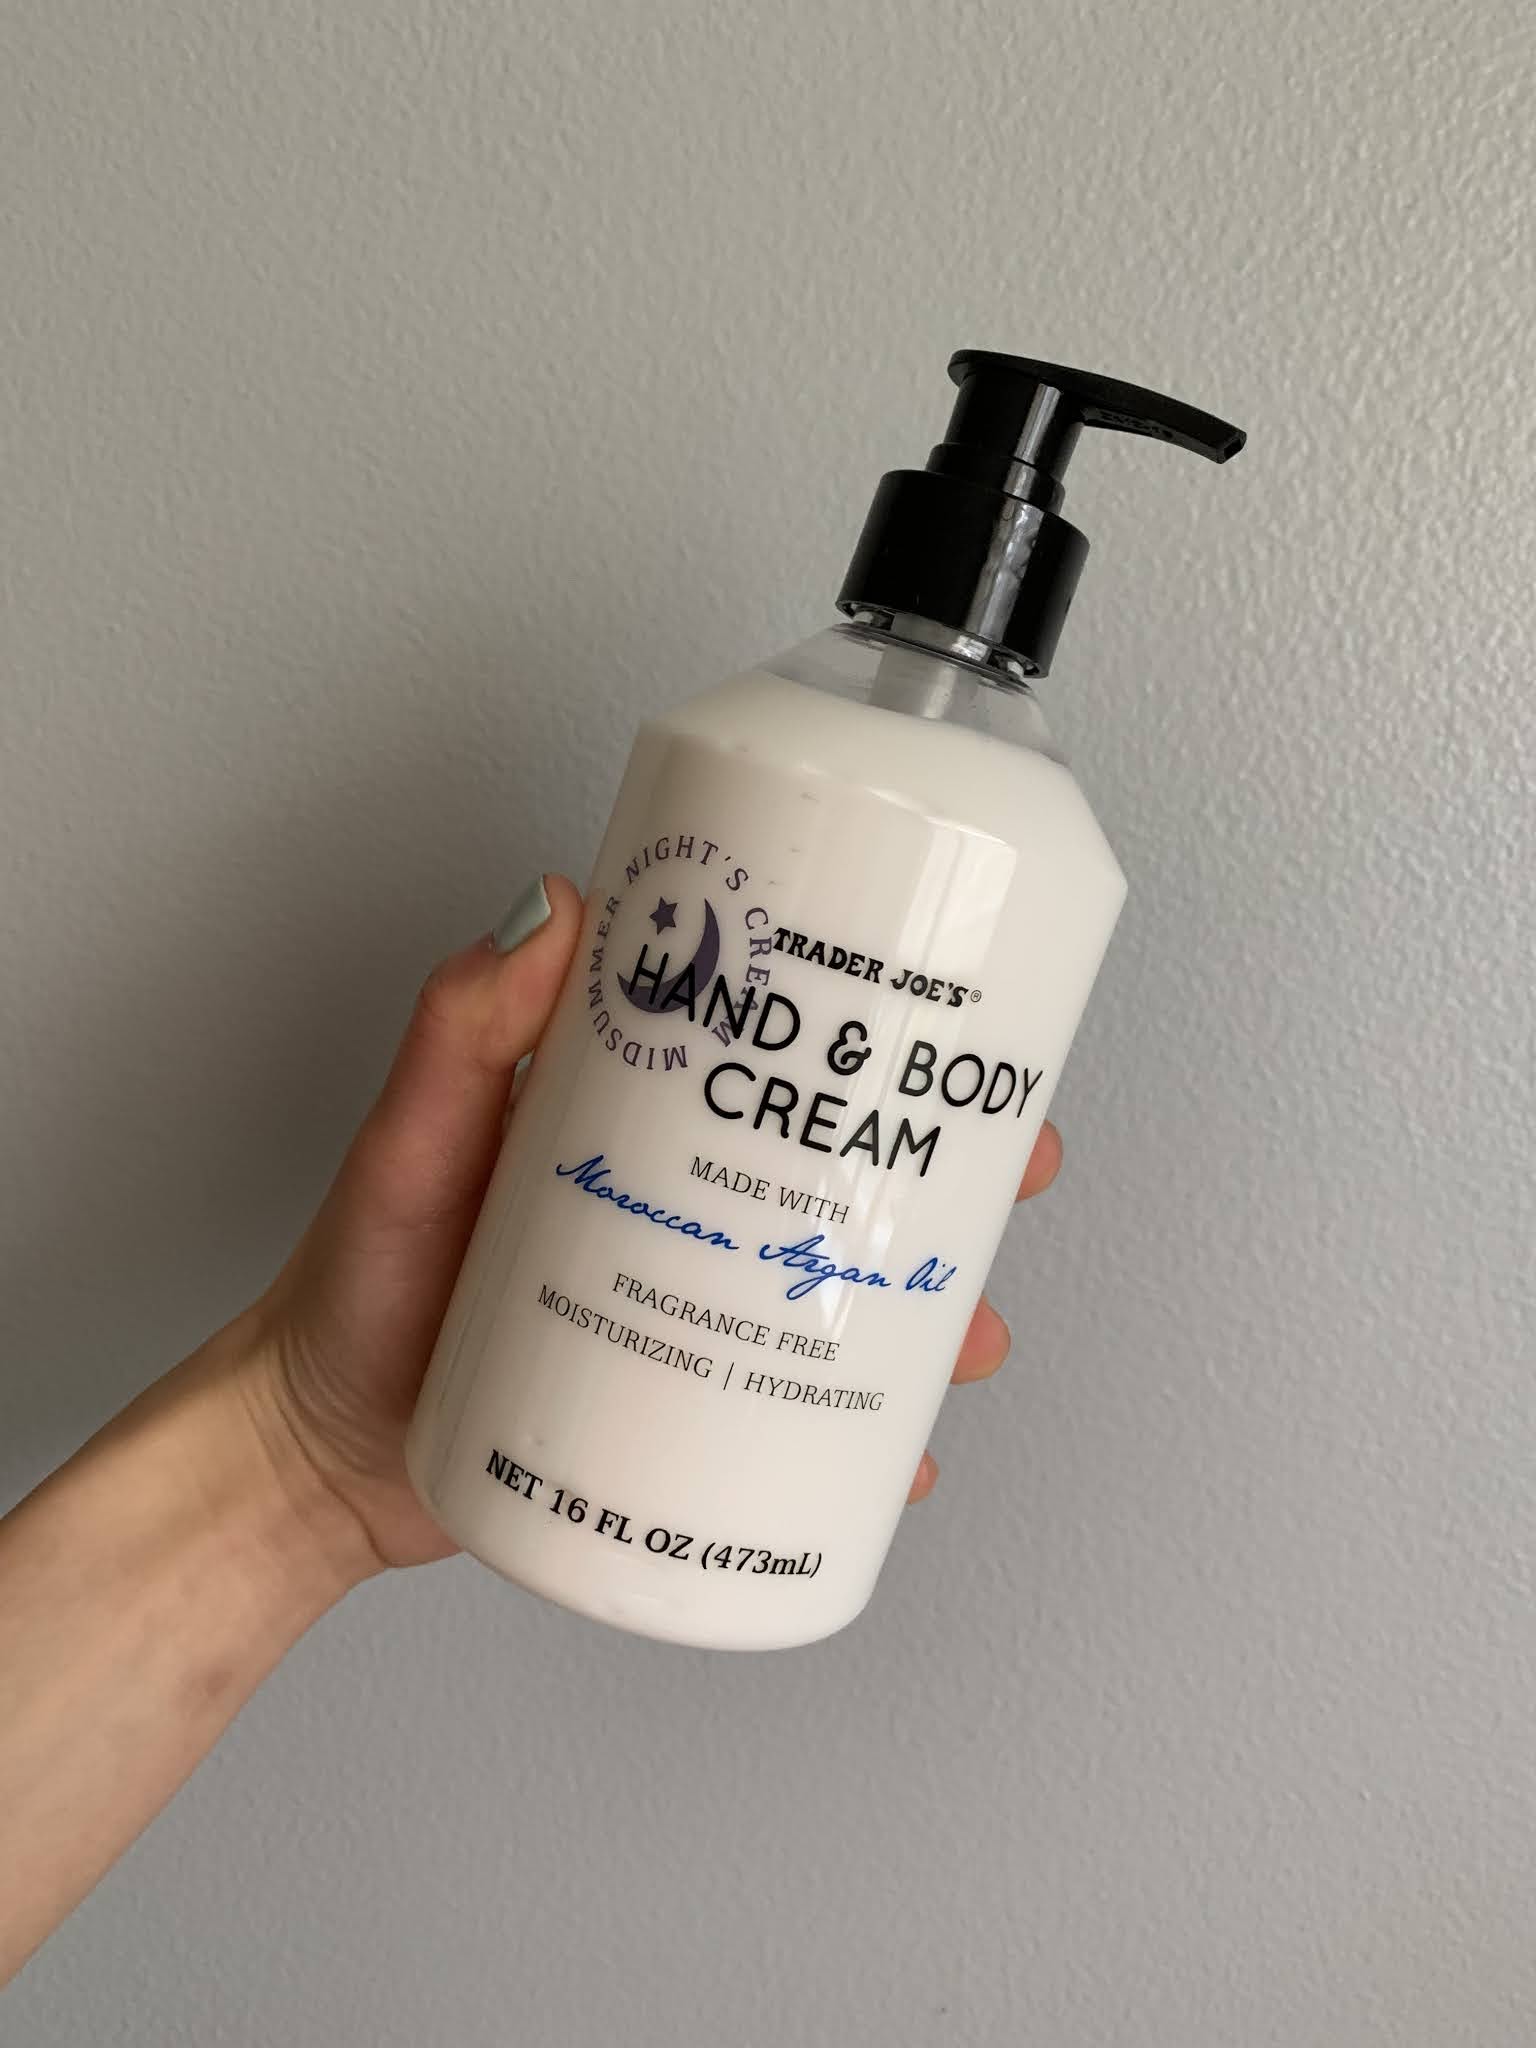 MIDSUMMER NIGHT'S CREAM
TRADER JOE'S®
HAND & BODY
CREAM
MADE WITH
Moroccan Argan Oil
FRAGRANCE FREE
MOISTURIZING | HYDRATING
NET 16 FL OZ (473mL)